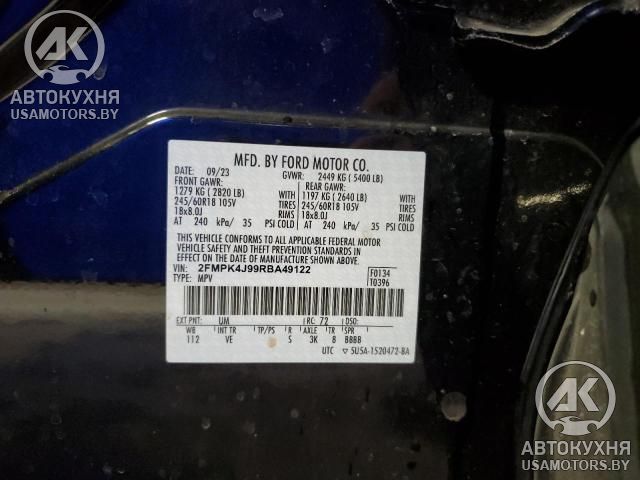 АК
АВТОКУХНЯ
USAMOTORS.BY
MFD. BY FORD MOTOR CO.
DATE: 09/23 GVWR: 2449 KG ( 5400 LB)
FRONT GAWR: REAR GAWR:
1279 KG ( 2820 LB) WITH 1197 KG ( 2640 LB) WITH
245/60R18 105V TIRES 245/60R18 105V TIRES
18x8.0J RIMS 18x8.0J RIMS
AT 240 kPa/ 35 PSI COLD AT 240 kPa/ 35 PSI COLD
THIS VEHICLE CONFORMS TO ALL APPLICABLE FEDERAL MOTOR
VEHICLE SAFETY AND THEFT PREVENTION STANDARDS IN
EFFECT ON THE DATE OF MANUFACTURE SHOWN ABOVE.
VIN: 2FMPK4J99RBA49122 F0134
TYPE: MPV T0396
EXT PNT: UM RC: 72 DSO:
WB INT TR TP/PS R AXLE TR SPR
112 VE S 3K 8 BBBB
UTC ▽ 5U5A-1520472-BA
АК
АВТОКУХНЯ
USAMOTORS.BY